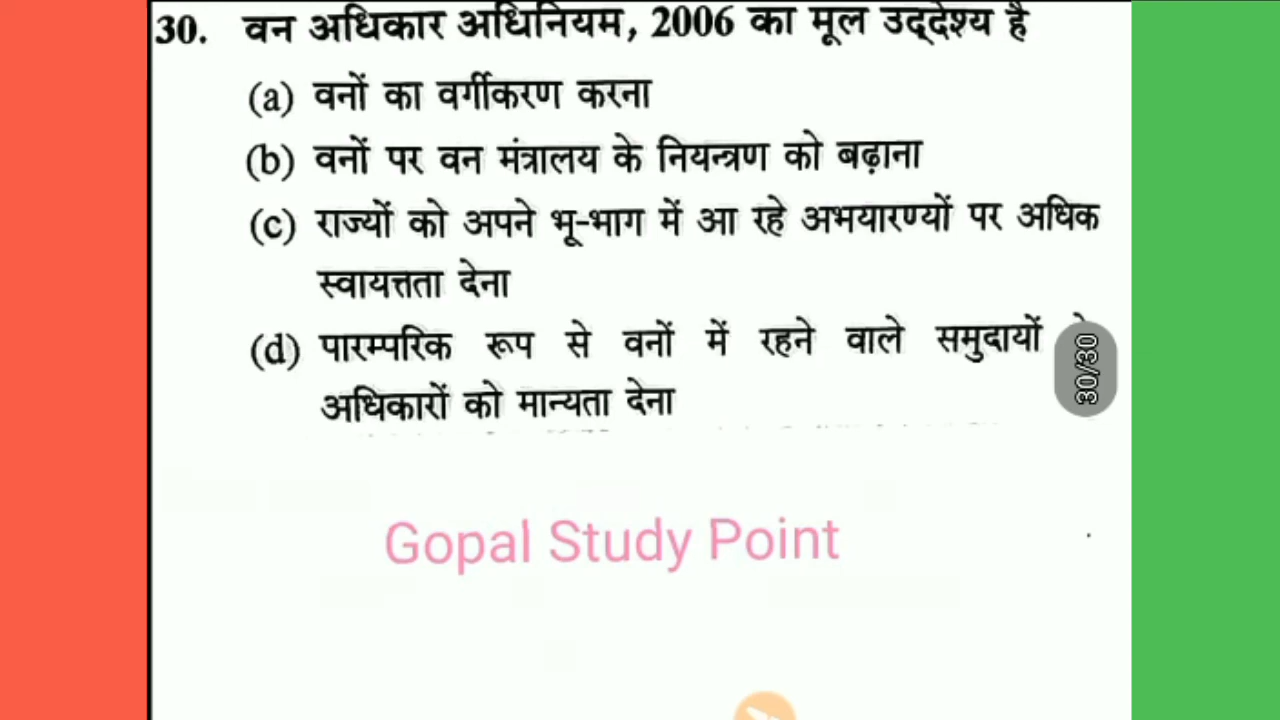 30. वन अधिकार अधिनियम, 2006 का मूल उद्देश्य है
(a) वनों का वर्गीकरण करना
(b) वनों पर वन मंत्रालय के नियन्त्रण को बढ़ाना
(c) राज्यों को अपने भू-भाग में आ रहे अभयारण्यों पर अधिक
स्वायत्तता देना
(d) पारम्परिक रूप से वनों में रहने वाले समुदायों
अधिकारों को मान्यता देना
30/30
Gopal Study Point